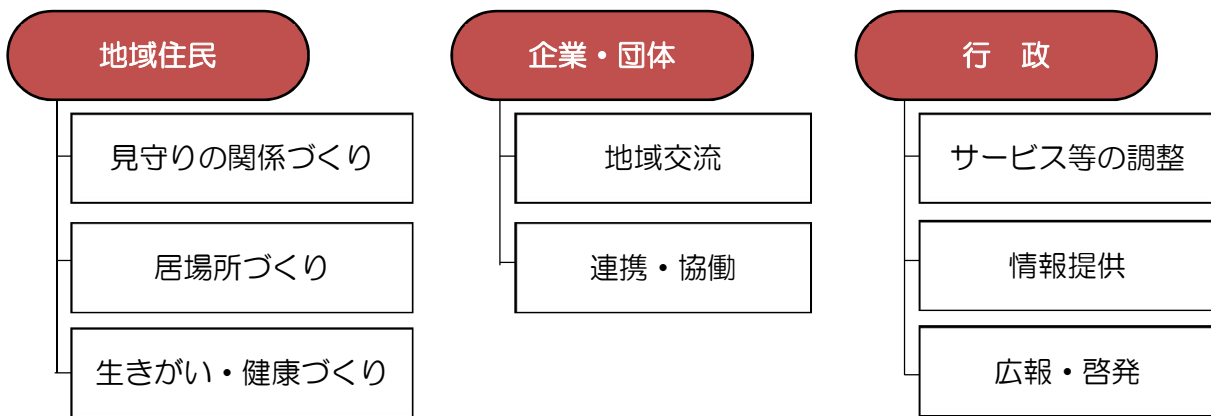 地域住民
見守りの関係づくり
居場所づくり
生きがい・健康づくり
企業・団体
地域交流
連携・協働
行　政
サービス等の調整
情報提供
広報・啓発